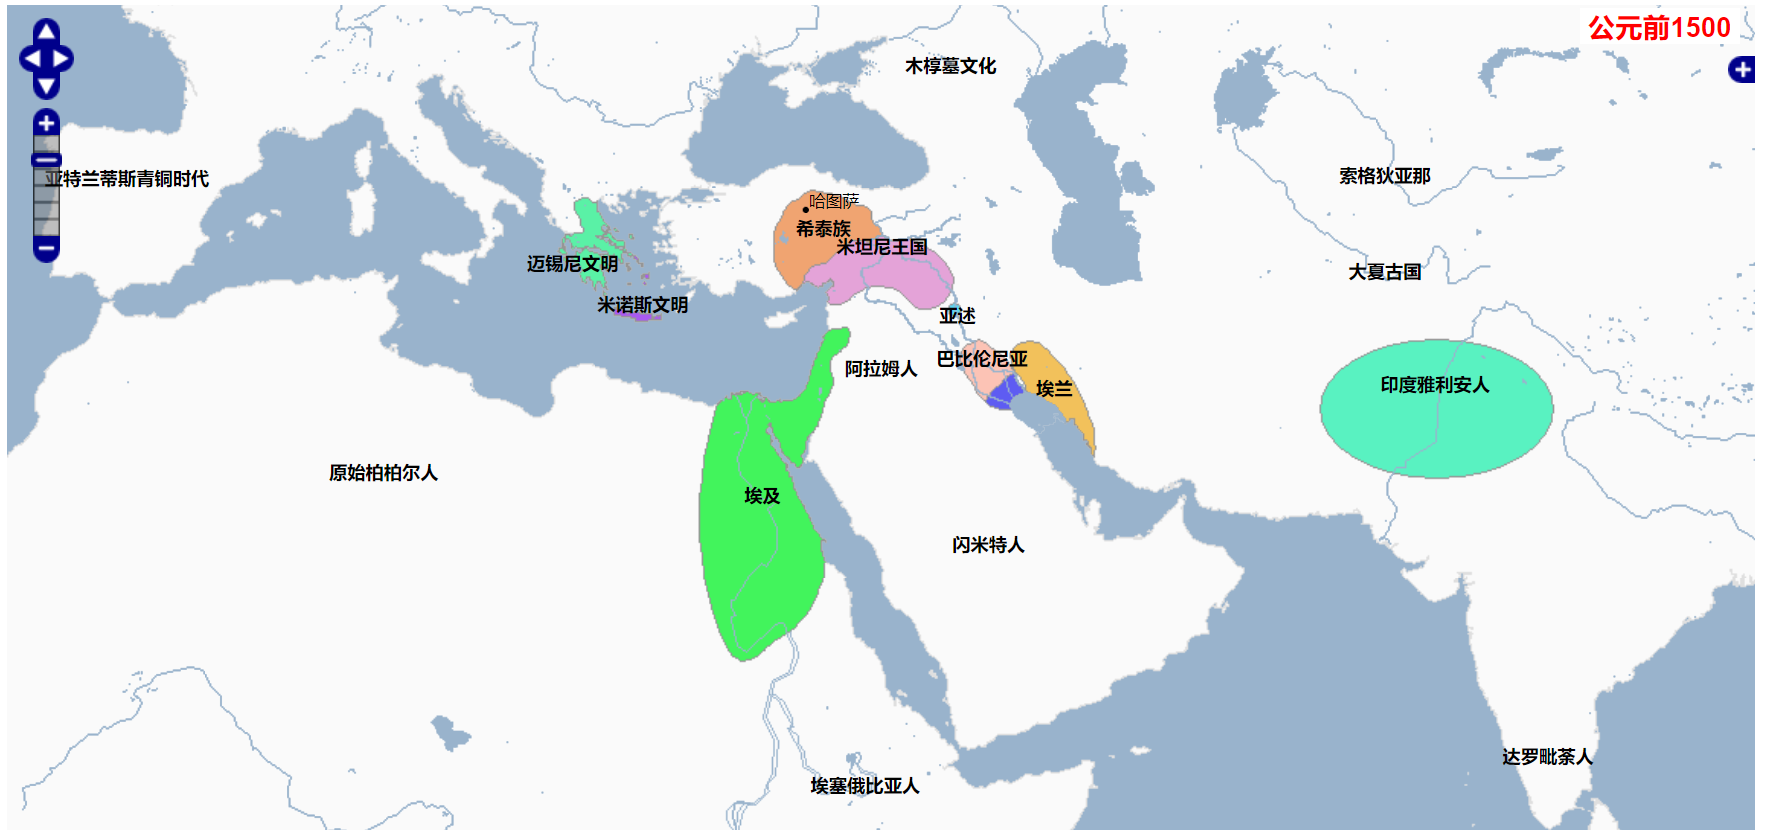 公元前1500
木椁墓文化
亚特兰蒂斯青铜时代
索格狄亚那
哈图萨
希泰族
米坦尼王国
迈锡尼文明
大夏古国
米诺斯文明
亚述
巴比伦尼亚
阿拉姆人
埃兰
印度雅利安人
原始柏柏尔人
埃及
闪米特人
达罗毗荼人
埃塞俄比亚人